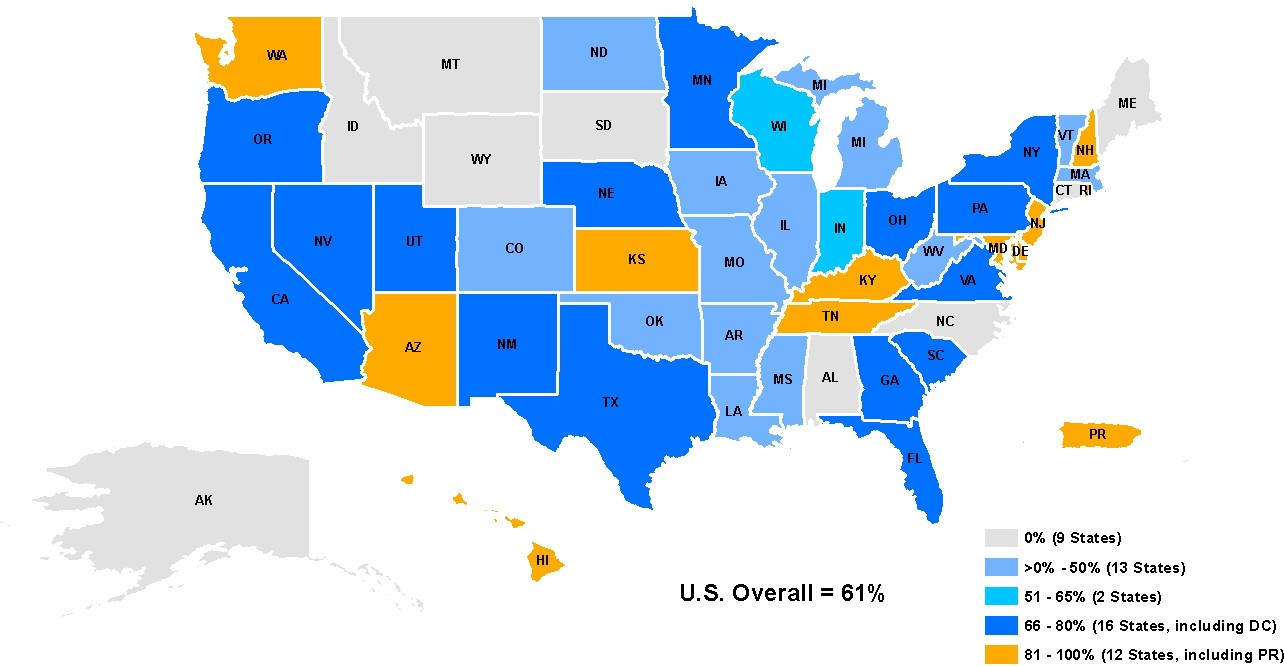 WA
MT
ND
MN
MI
ME
OR
ID
SD
WI
MI
VT
NH
NY
WY
MA
CT RI
IA
NE
PA
NV
UT
CO
IL
IN
OH
NJ
WV
MD DE
KS
MO
KY
VA
CA
OK
TN
NC
AZ
NM
AR
SC
MS
AL
GA
TX
LA
PR
FL
AK
HI
U.S. Overall = 61%
0% (9 States)
>0% - 50% (13 States)
51 - 65% (2 States)
66 - 80% (16 States, including DC)
81 - 100% (12 States, including PR)